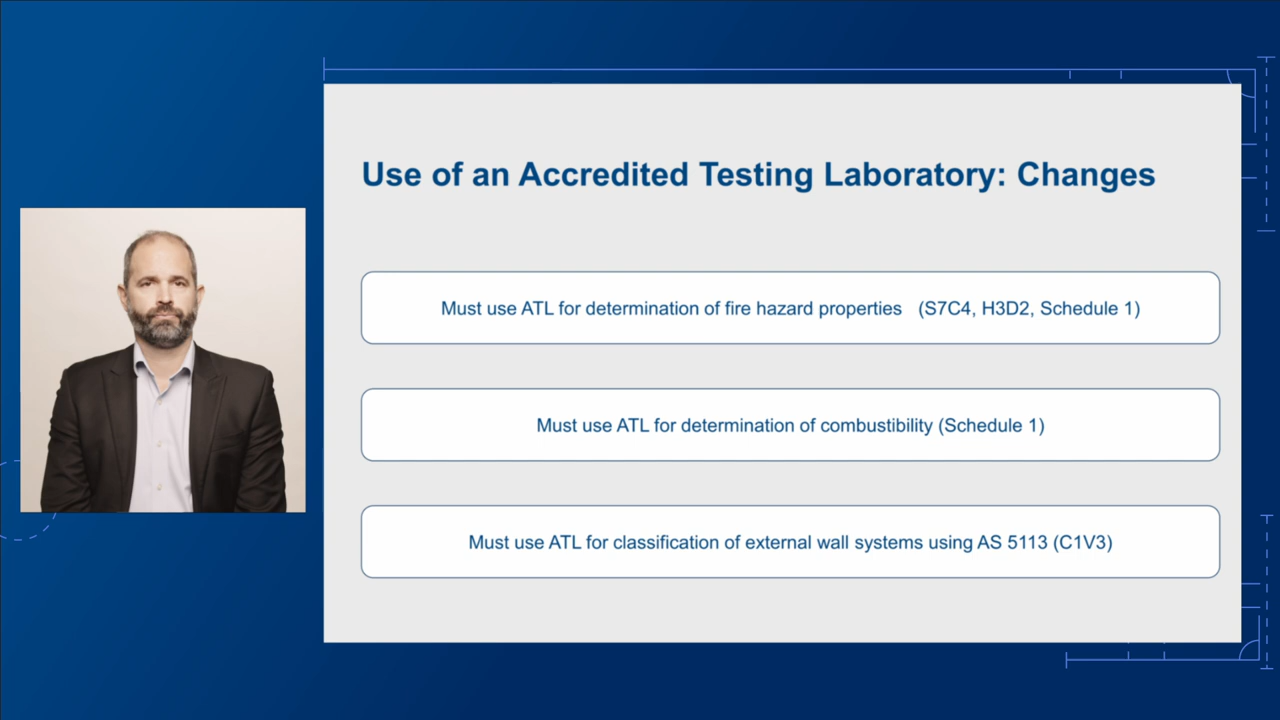 Use of an Accredited Testing Laboratory: Changes
Must use ATL for determination of fire hazard properties (S7C4, H3D2, Schedule 1)
Must use ATL for determination of combustibility (Schedule 1)
Must use ATL for classification of external wall systems using AS 5113 (C1V3)